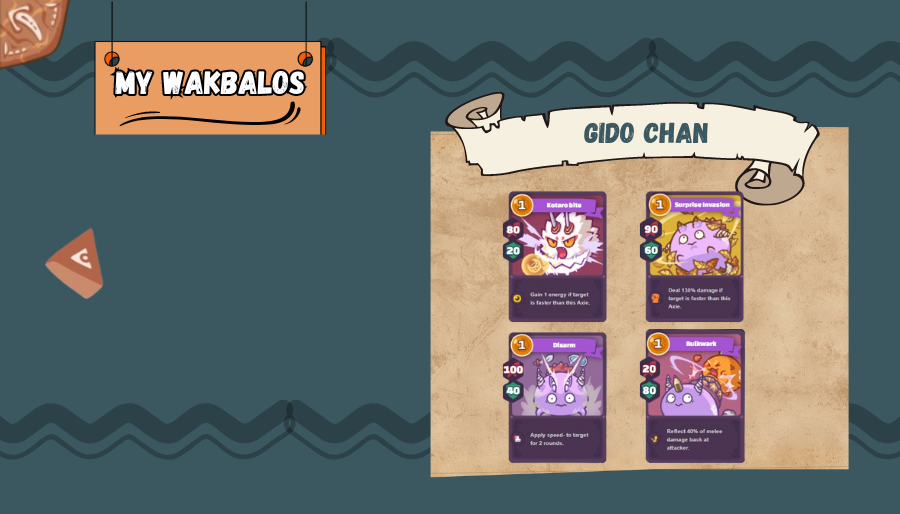 MY WAKBALOS
GIDO CHAN
1
Kotaro bite
80
20
Gain 1 energy if target
is faster than this Axie.
1
Surprise Invasion
90
60
Deal 130% damage if
target is faster than this
Axie.
1
Disarm
100
40
Apply speed- to target
for 2 rounds.
1
Bulkwark
20
80
Reflect 40% of melee
damage back at
attacker.